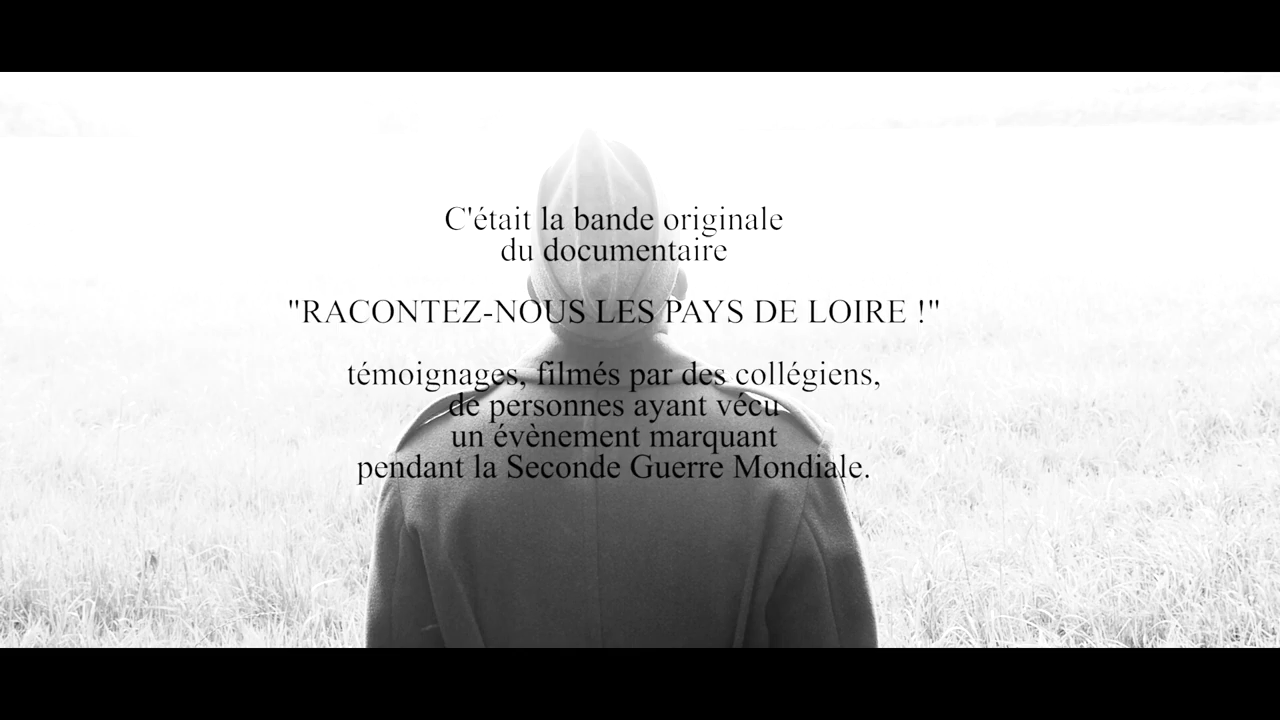 C'était la bande originale
du documentaire
"RACONTEZ-NOUS LES PAYS DE LOIRE !"
témoignages, filmés par des collégiens,
de personnes ayant vécu
un évènement marquant
pendant la Seconde Guerre Mondiale.